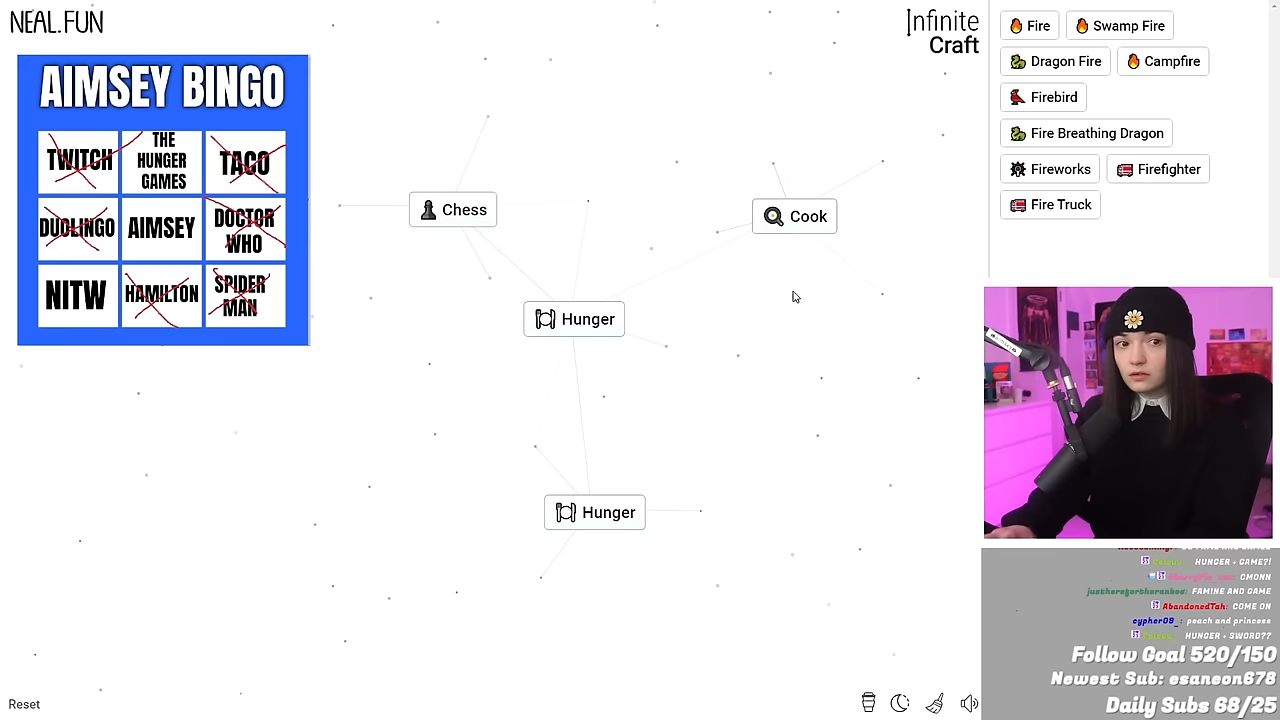 NEAL.FUN
Infinite
Craft
AIMSEY BINGO
TWITCH
THE
HUNGER
GAMES
TACO
DUOLINGO
AIMSEY
DOCTOR
WHO
NITW
HAMILTON
SPIDER
MAN
Chess
Cook
Hunger
Hunger
Reset
Fire
Swamp Fire
Dragon Fire
Campfire
Firebird
Fire Breathing Dragon
Fireworks
Firefighter
Fire Truck
HUNGER + GAME?!
CMONN
FAMINE AND GAME
AbandonedTah: COME ON
cypher09_: peach and princess
HUNGER + SWORD??
Follow Goal 520/150
Newest Sub: esaneon678
Daily Subs 68/25